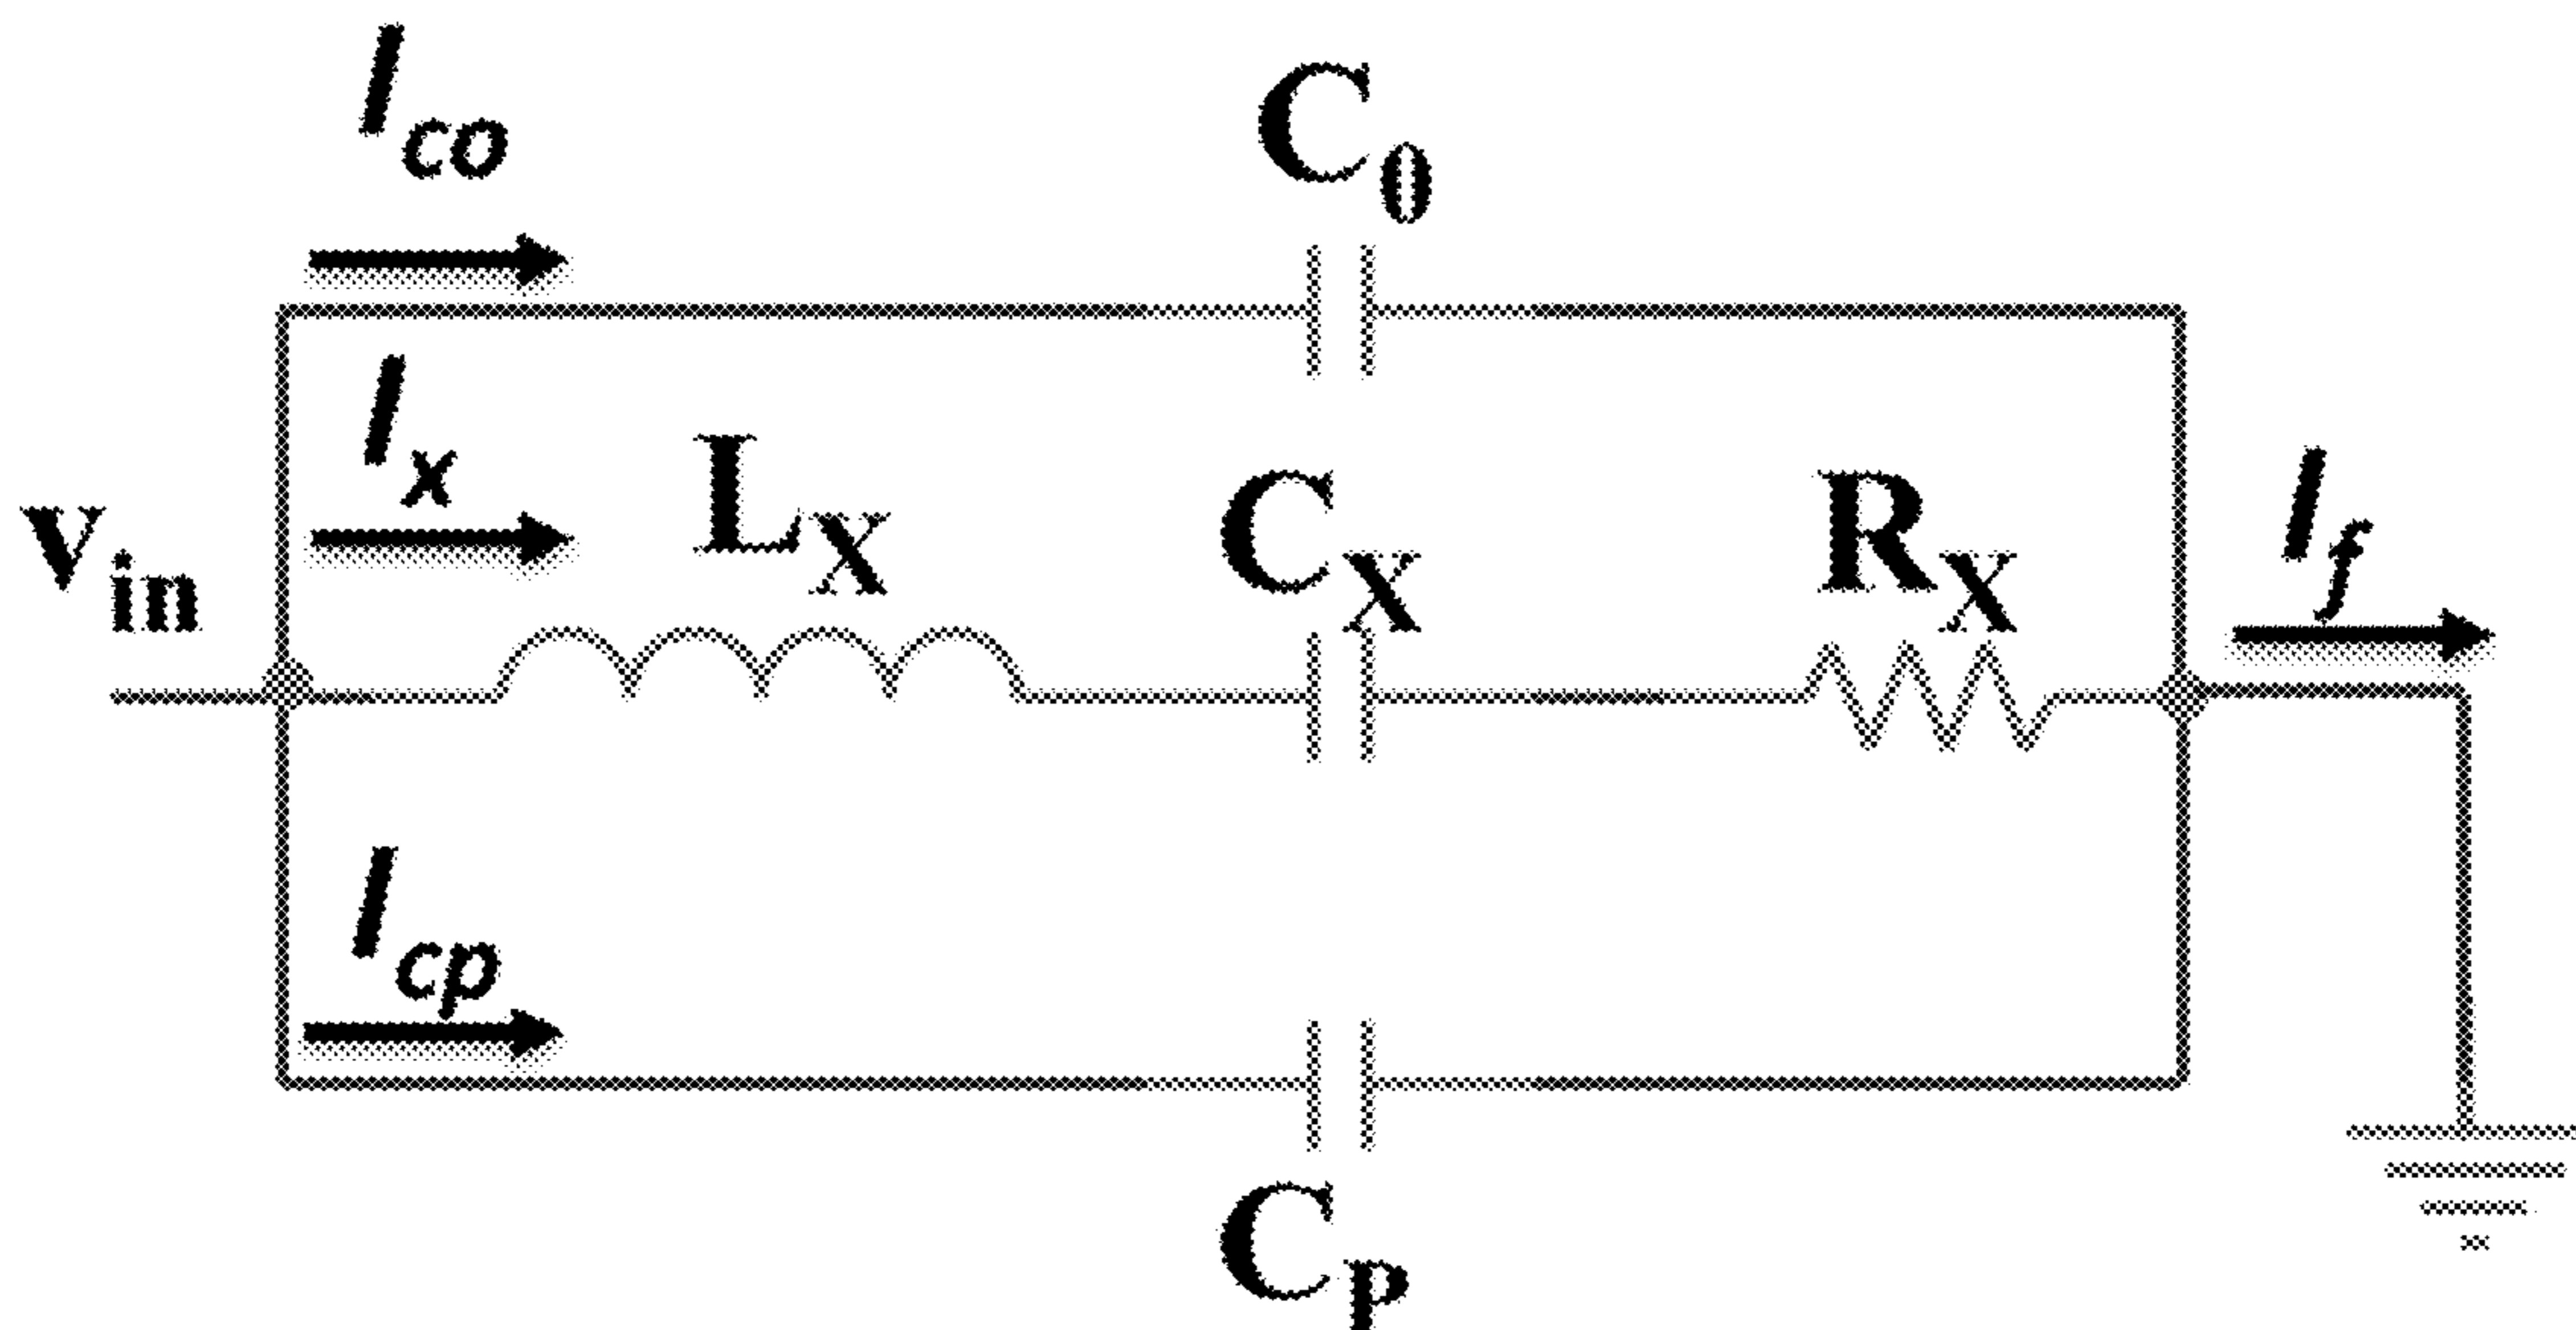 I_co
C_0
I_x
L_X
C_X
R_X
I_f
v_in
I_cp
C_P